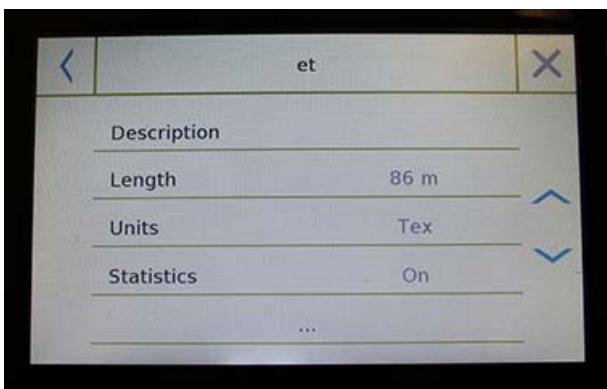 et
Description
Length 86 m
Units Tex
Statistics On
...